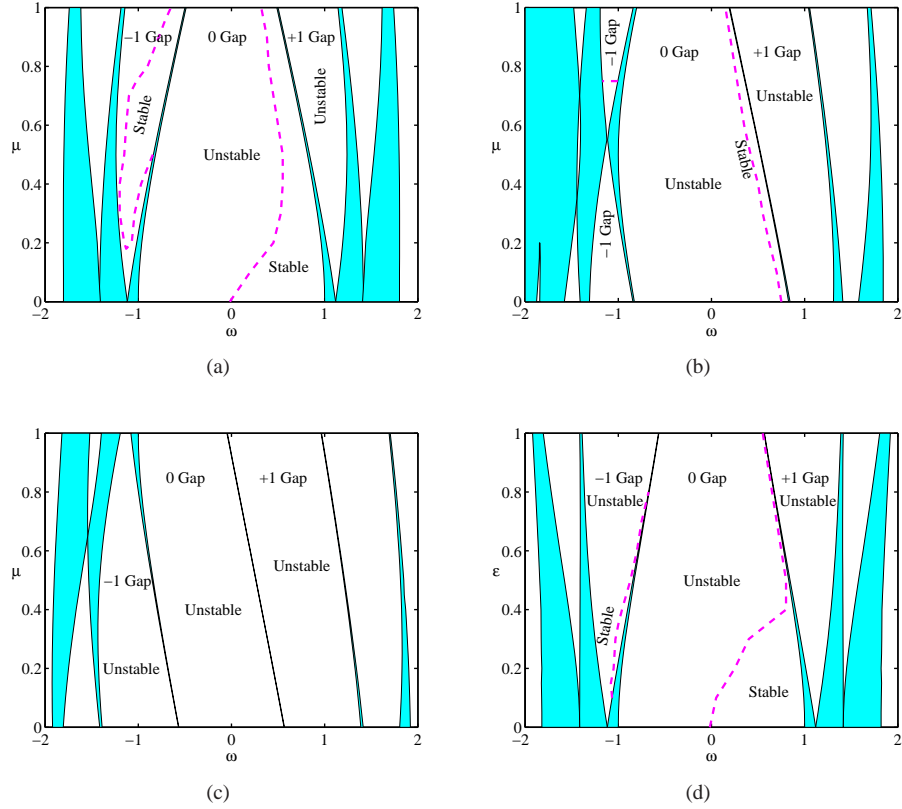 1
0.8
0.6
μ
0.4
0.2
0
−2
−1
0
1
2
ω
−1 Gap
0 Gap
+1 Gap
Stable
Unstable
Unstable
Stable
(a)
1
0.8
0.6
μ
0.4
0.2
0
−2
−1
0
1
2
ω
−1 Gap
0 Gap
+1 Gap
Unstable
Stable
Unstable
−1 Gap
(b)
1
0.8
0.6
μ
0.4
0.2
0
−2
−1
0
1
2
ω
0 Gap
+1 Gap
−1 Gap
Unstable
Unstable
Unstable
(c)
1
0.8
0.6
ε
0.4
0.2
0
−2
−1
0
1
2
ω
−1 Gap
0 Gap
+1 Gap
Unstable
Unstable
Unstable
Stable
Stable
(d)